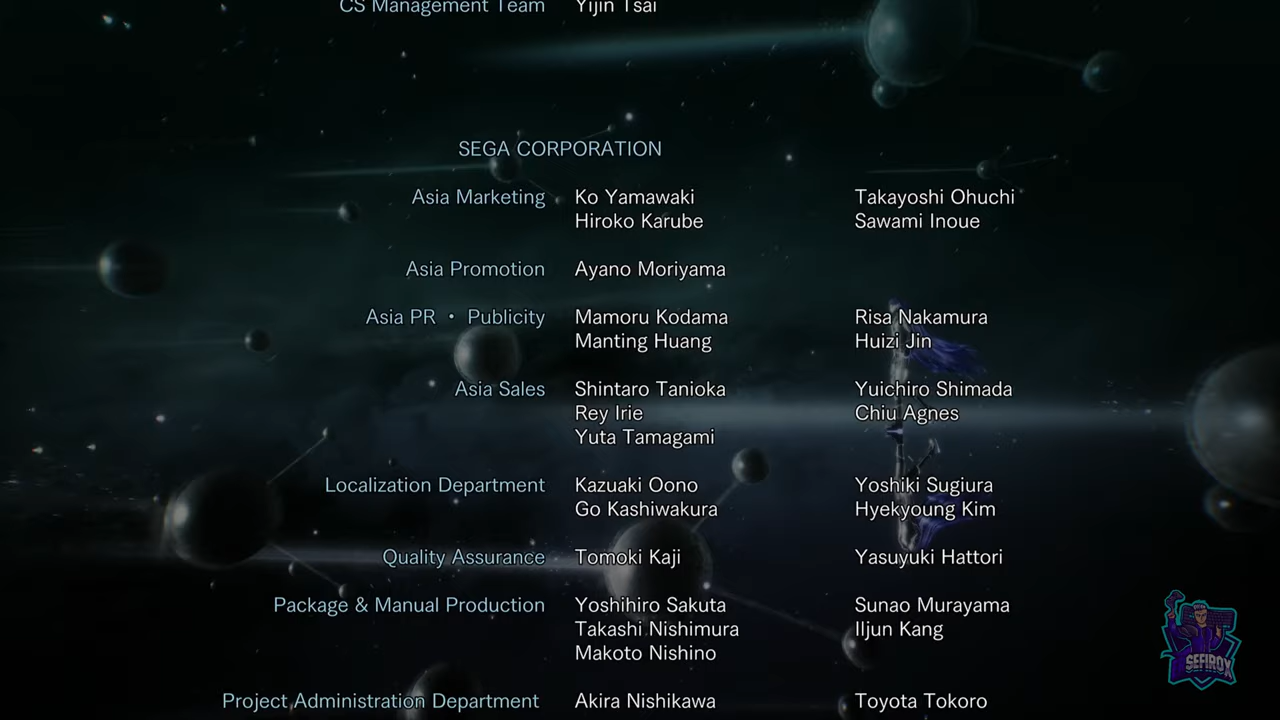 CS Management Team Yijin Tsai
SEGA CORPORATION
Asia Marketing Ko Yamawaki Takayoshi Ohuchi
Hiroko Karube Sawami Inoue
Asia Promotion Ayano Moriyama
Asia PR・Publicity Mamoru Kodama Risa Nakamura
Manting Huang Huizi Jin
Asia Sales Shintaro Tanioka Yuichiro Shimada
Rey Irie Chiu Agnes
Yuta Tamagami
Localization Department Kazuaki Oono Yoshiki Sugiura
Go Kashiwakura Hyekyoung Kim
Quality Assurance Tomoki Kaji Yasuyuki Hattori
Package & Manual Production Yoshihiro Sakuta Sunao Murayama
Takashi Nishimura Iljun Kang
Makoto Nishino
SEFIROX
Project Administration Department Akira Nishikawa Toyota Tokoro